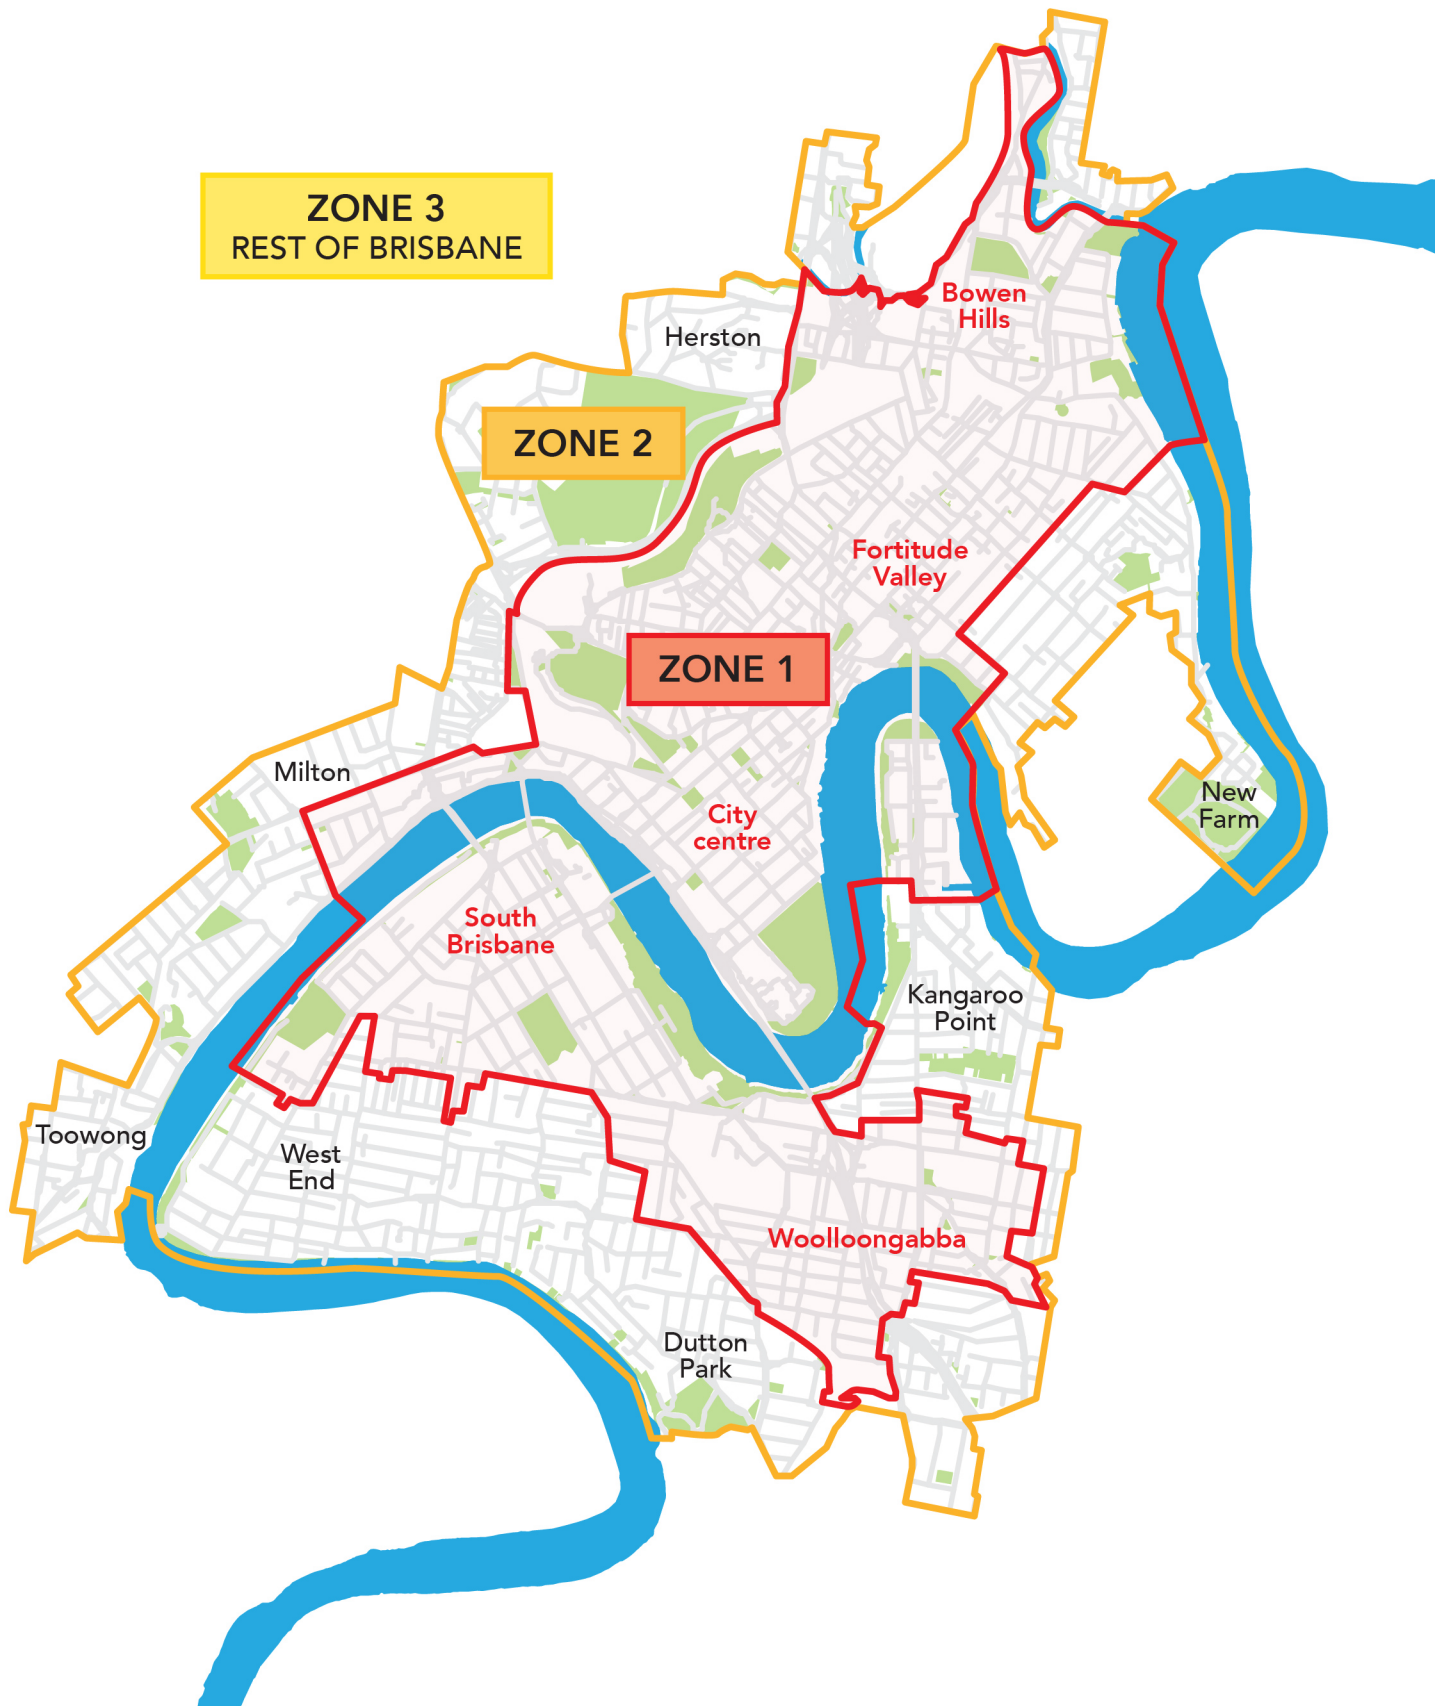 ZONE 3
REST OF BRISBANE
Bowen
Hills
Herston
ZONE 2
Fortitude
Valley
ZONE 1
Milton
City
centre
New
Farm
South
Brisbane
Kangaroo
Point
Toowong
West
End
Woolloongabba
Dutton
Park